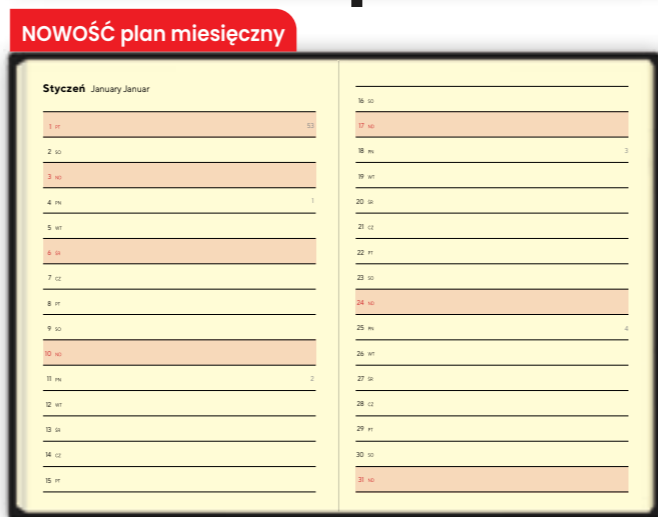 NOWOŚĆ plan miesięczny
Styczeń January Januar
1 PT 53
2 SO
3 ND
4 PN 1
5 WT
6 ŚR
7 CZ
8 PT
9 SO
10 ND
11 PN 2
12 WT
13 ŚR
14 CZ
15 PT
16 SO
17 ND
18 PN 3
19 WT
20 ŚR
21 CZ
22 PT
23 SO
24 ND
25 PN 4
26 WT
27 ŚR
28 CZ
29 PT
30 SO
31 ND